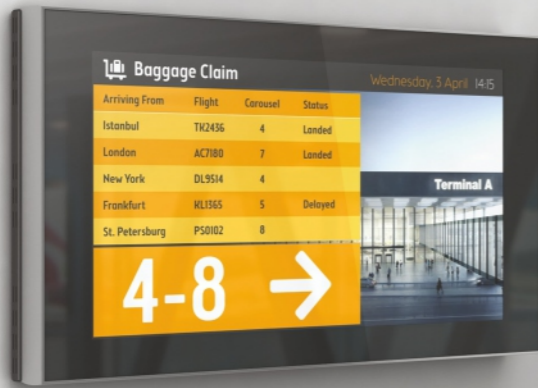 Baggage Claim
Wednesday, 3 April 14:15
Arriving From Flight Carousel Status
Istanbul TK2436 4 Landed
London AC7180 7 Landed
New York DL9514 4
Frankfurt KL1365 5 Delayed
St. Petersburg PS0102 8
4-8
Terminal A